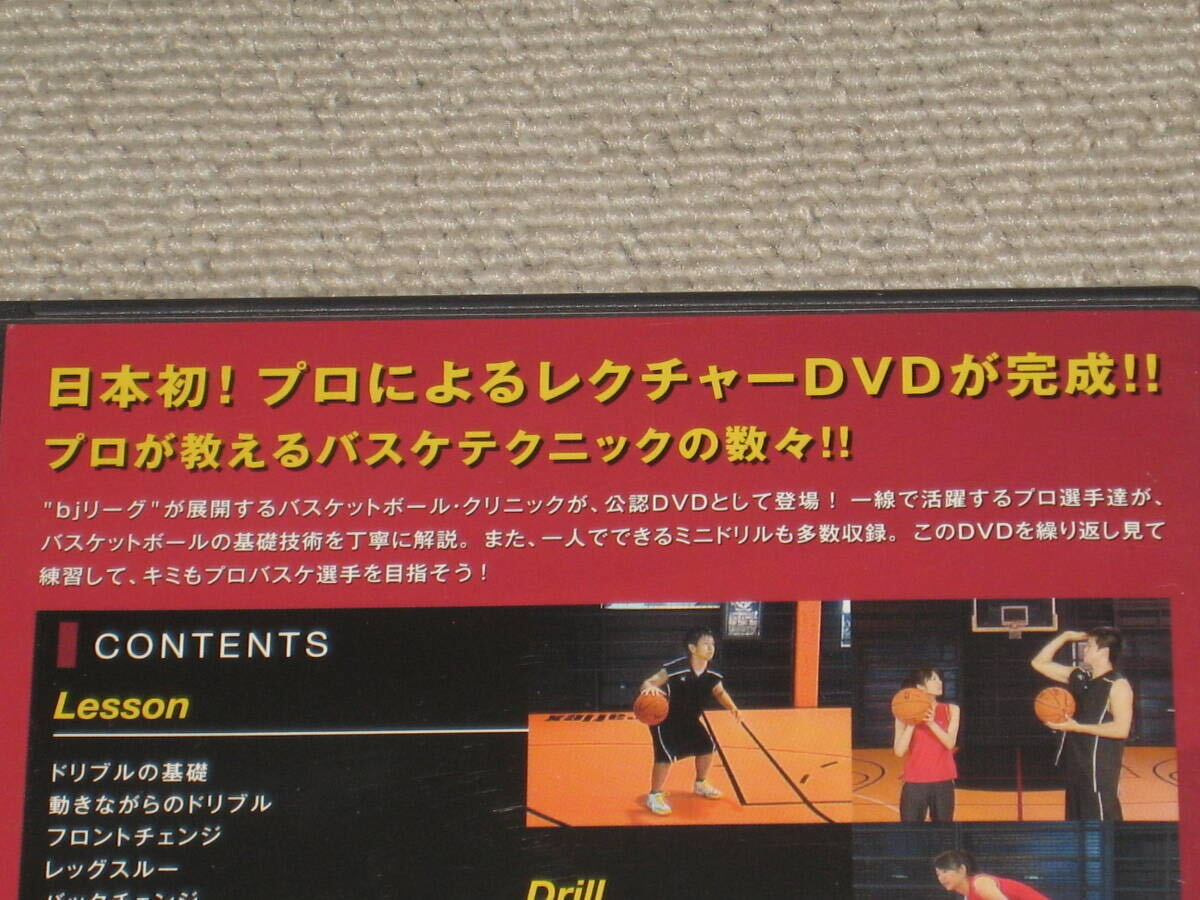 日本初！プロによるレクチャーDVDが完成!!
プロが教えるバスケテクニックの数々!!
"bjリーグ"が展開するバスケットボール・クリニックが、公認DVDとして登場！一線で活躍するプロ選手達が、
バスケットボールの基礎技術を丁寧に解説。また、一人でできるミニドリルも多数収録。このDVDを繰り返し見て
練習して、キミもプロバスケ選手を目指そう！
CONTENTS
Lesson
ドリブルの基礎
動きながらのドリブル
フロントチェンジ
レッグスルー
バックチェンジ
Drill